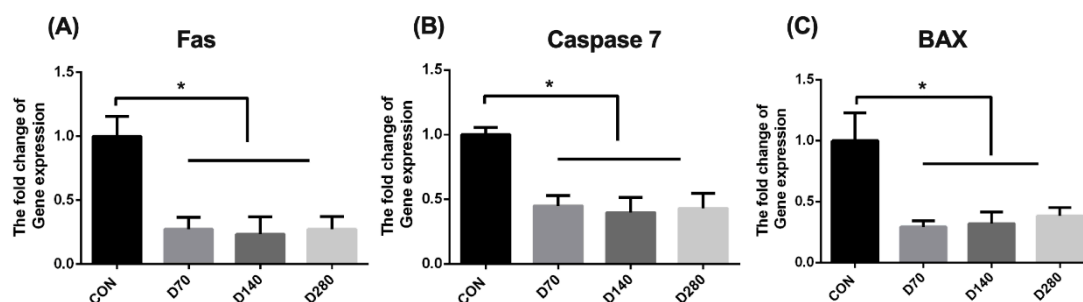 (A)
Fas
The fold change of
Gene expression
1.5
1.0
0.5
0.0
*
CON
D70
D140
D280
(B)
Caspase 7
The fold change of
Gene expression
1.5
1.0
0.5
0.0
*
CON
D70
D140
D280
(C)
BAX
The fold change of
Gene expression
1.5
1.0
0.5
0.0
*
CON
D70
D140
D280